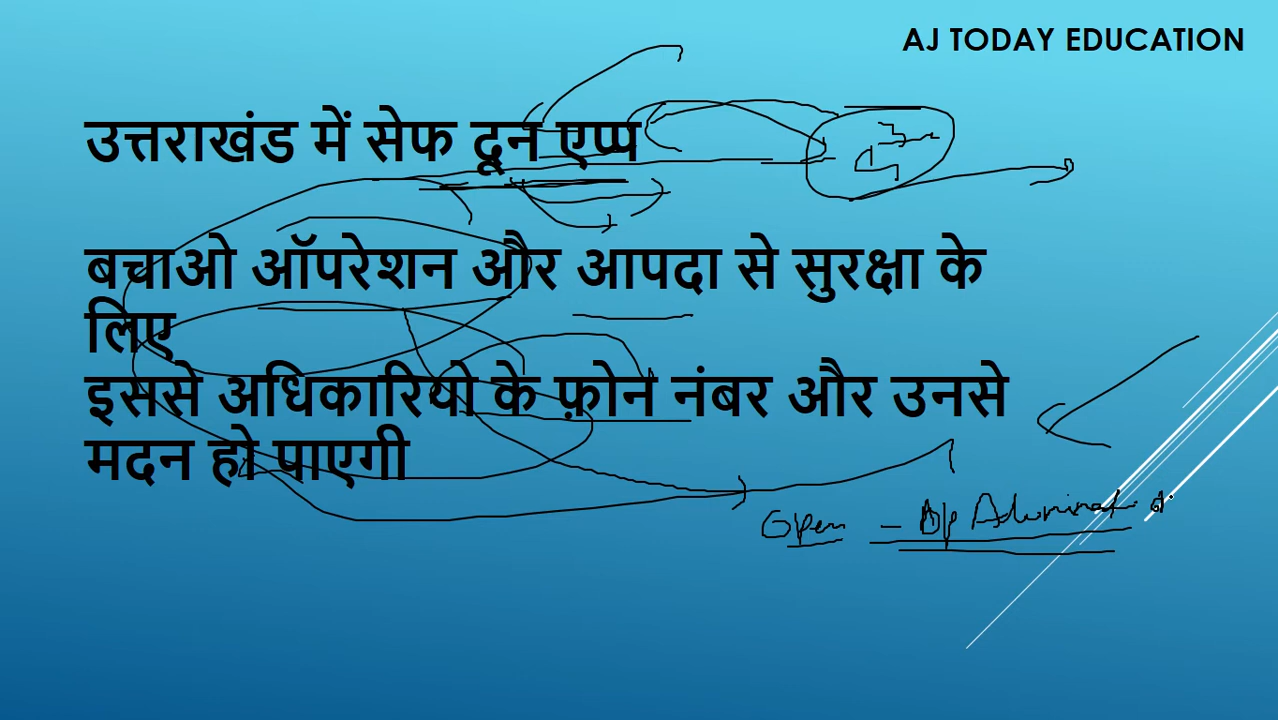 AJ TODAY EDUCATION
उत्तराखंड में सेफ दून एप्प
बचाओ ऑपरेशन और आपदा से सुरक्षा के
लिए
इससे अधिकारियो के फ़ोन नंबर और उनसे
मदन हो पाएगी
Open -